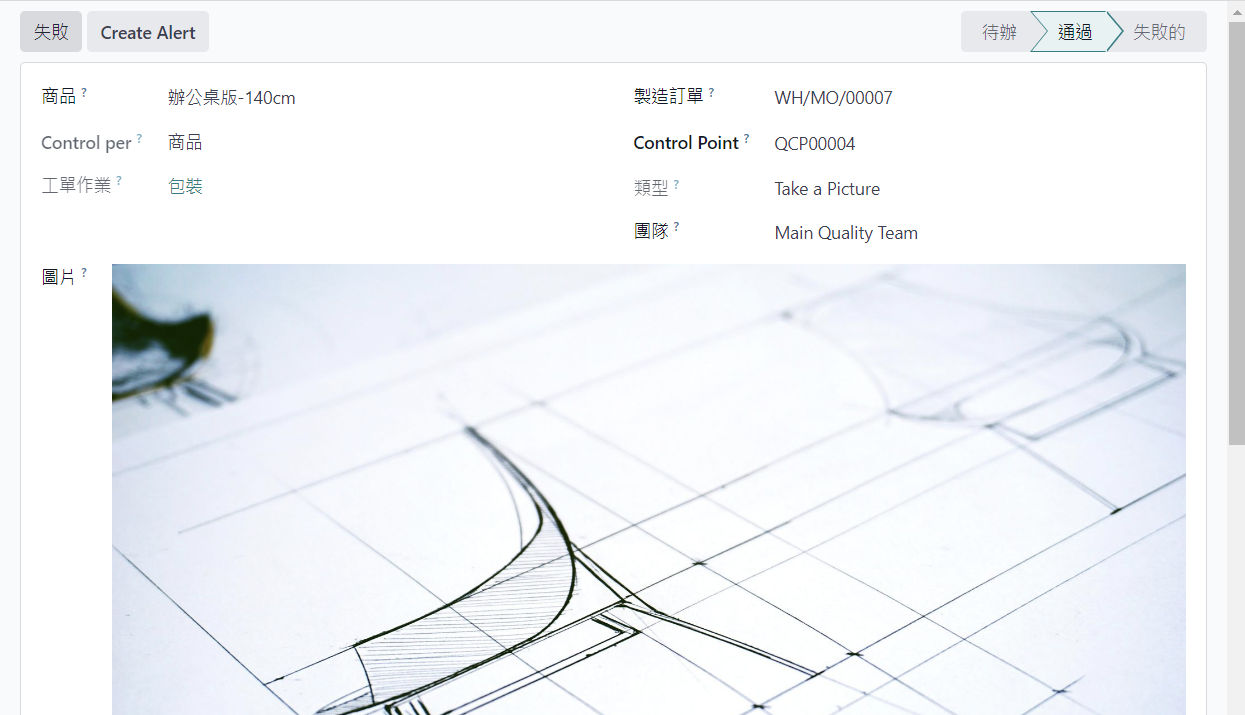 失敗 Create Alert 待辦 通過 失敗的
商品 ? 辦公桌版-140cm 製造訂單 ? WH/MO/00007
Control per ? 商品 Control Point ? QCP00004
工單作業 ? 包裝 類型 ? Take a Picture
團隊 ? Main Quality Team
圖片 ?